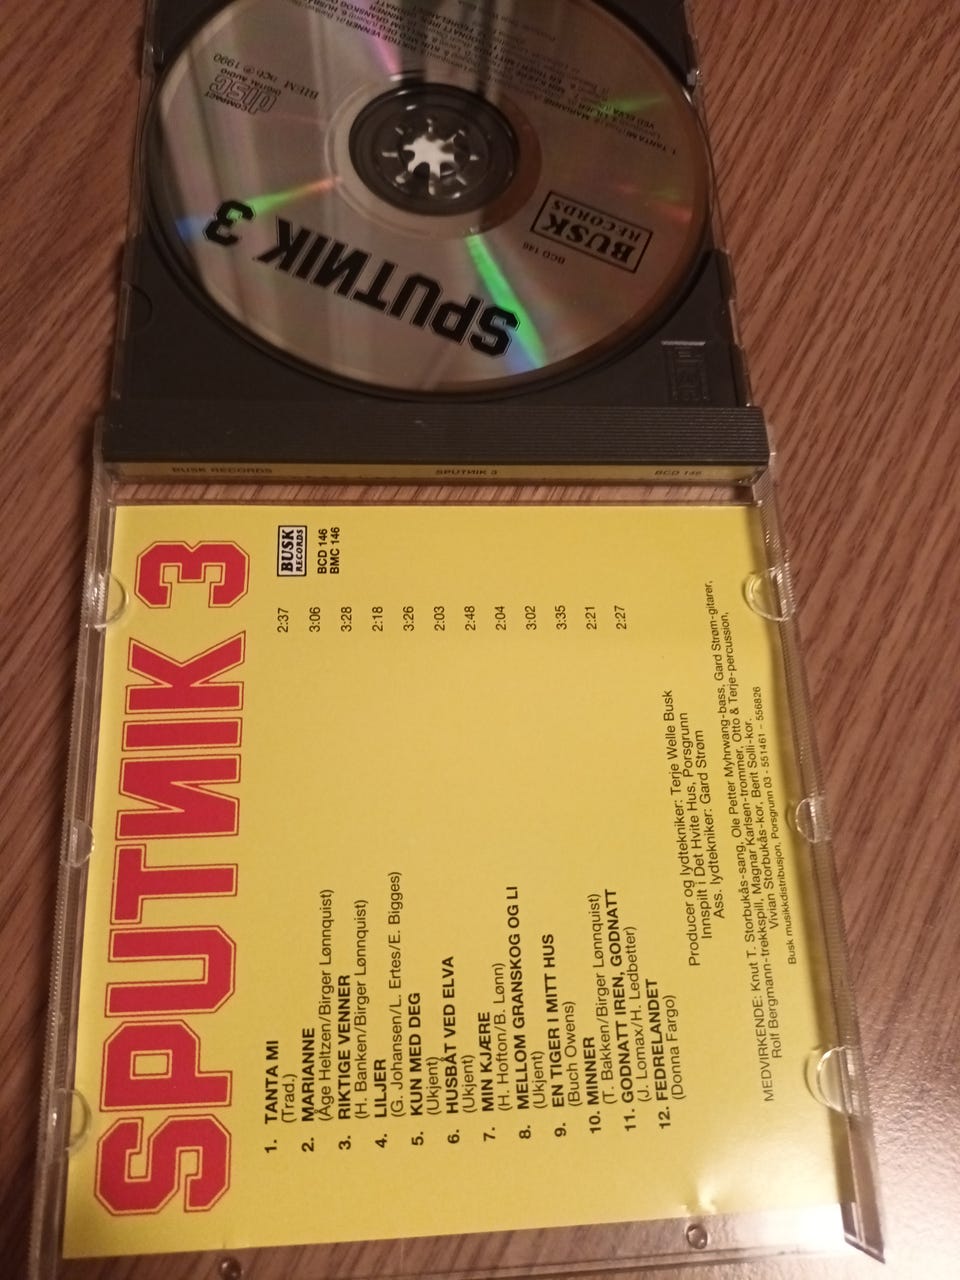 SPUTNIK 3
BUSK
RECORDS
BCD 146
BMC 146
1. TANTA MI 2:37
(Trad.)
2. MARIANNE 3:06
(Åge Heltzen/Birger Lønnquist)
3. RIKTIGE VENNER 3:28
(H. Banken/Birger Lønnquist)
4. LILJER 2:18
(G. Johansen/L. Ertes/E. Bigges)
5. KUN MED DEG 3:26
(Ukjent)
6. HUSBÅT VED ELVA 2:03
(Ukjent)
7. MIN KJÆRE 2:48
(H. Hofton/B. Lønn)
8. MELLOM GRANSKOG OG LI 2:04
(Ukjent)
9. EN TIGER I MITT HUS 3:02
(Buch Owens)
10. MINNER 3:35
(T. Bakken/Birger Lønnquist)
11. GODNATT IREN, GODNATT 2:21
(J. Lomax/H. Ledbetter)
12. FEDRELANDET 2:27
(Donna Fargo)
Producer og lydtekniker: Terje Welle Busk
Innspilt i Det Hvite Hus, Porsgrunn
Ass. lydtekniker: Gard Strøm
MEDVIRKENDE: Knut T. Storbukås-sang, Ole Petter Myhrwang-bass, Gard Strøm-gitarer,
Rolf Bergmann-trekkspill, Magnar Karlsen-trommer, Otto & Terje-percussion,
Vivian Storbukås-kor, Berit Solli-kor.
Busk musikkdistribusjon, Porsgrunn 03 - 551461 - 556826
BUSK RECORDS SPUTNIK 3 BCD 146
SPUTNIK 3
BUSK
RECORDS
BCD 146
COMPACT
disc
DIGITAL AUDIO
BIEM ncb ℗ 1990